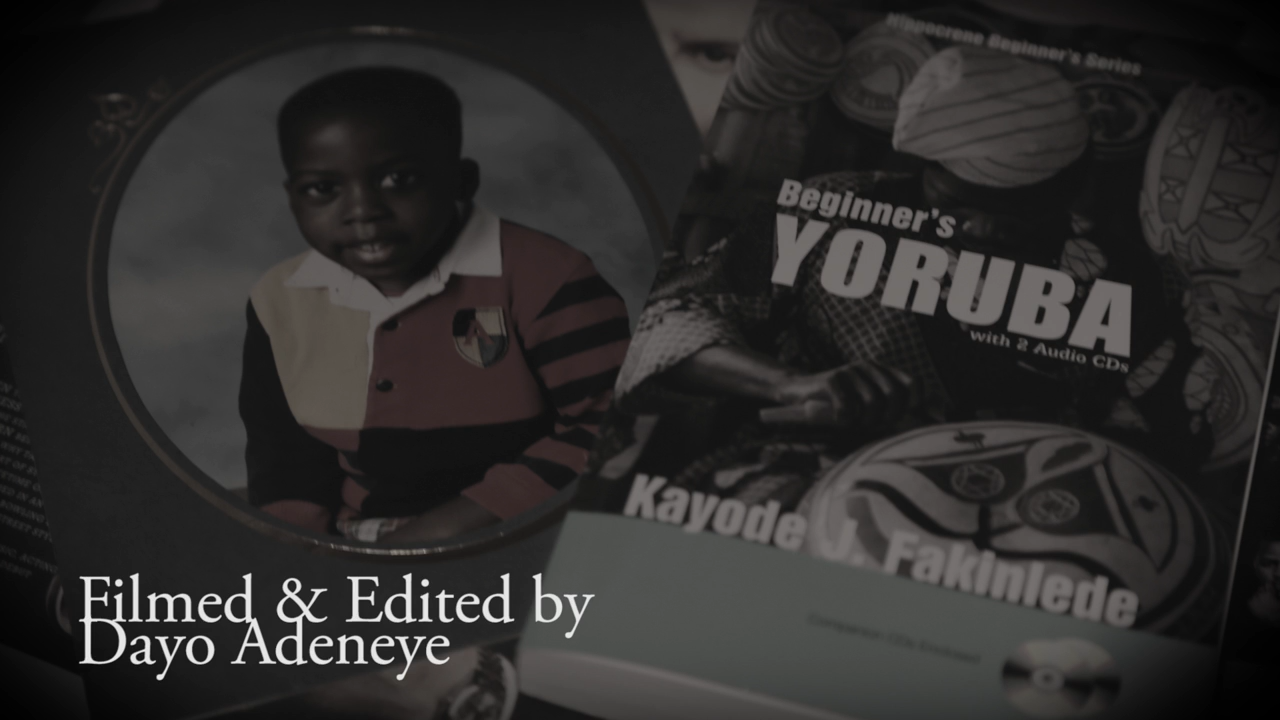 Hippocrene Beginner's Series
Beginner's
YORUBA
with 2 Audio CDs
Kayode J. Fakinlede
Filmed & Edited by
Dayo Adeneye